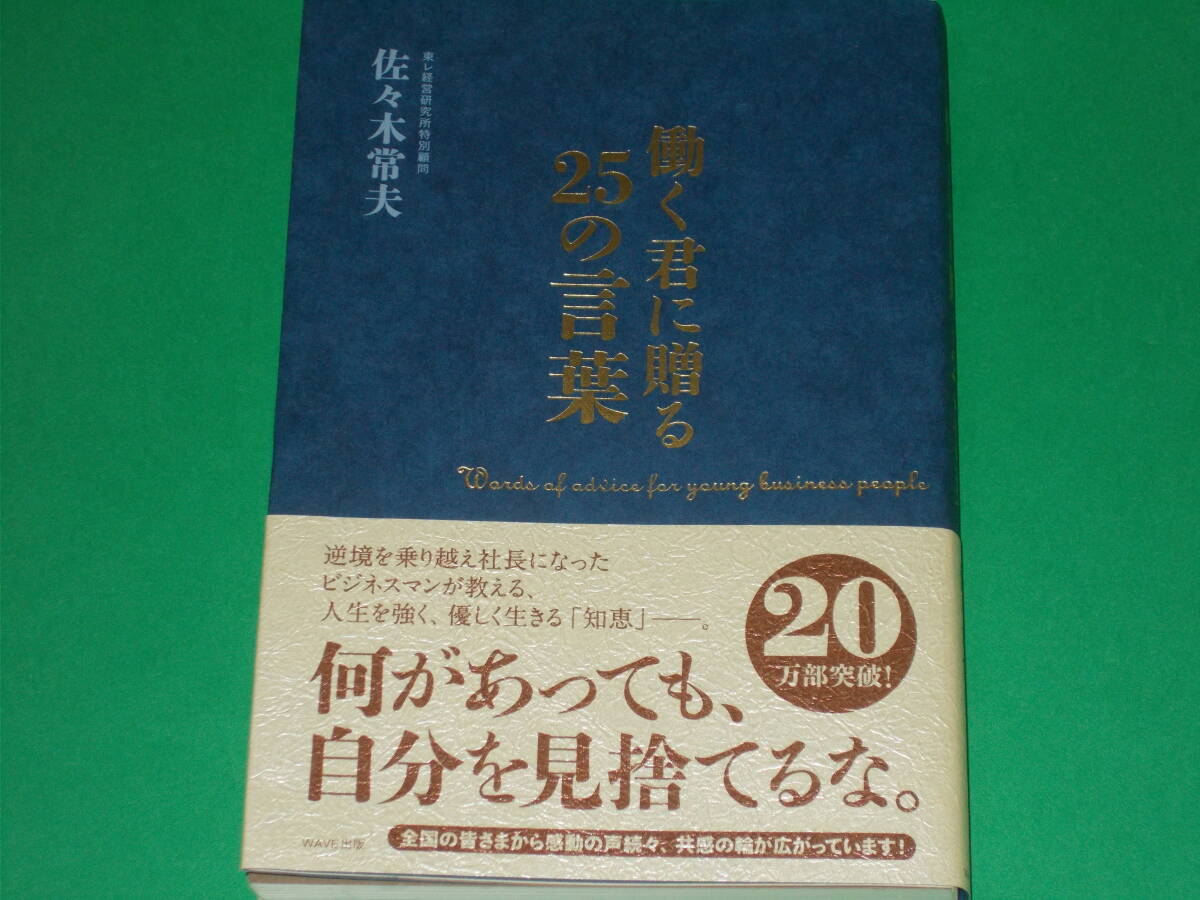 働く君に贈る
25の言葉
東レ経営研究所特別顧問
佐々木常夫
Words of advice for young business people
逆境を乗り越え社長になった
ビジネスマンが教える、
人生を強く、優しく生きる「知恵」――。
何があっても、
自分を見捨てるな。
20
万部突破!
WAVE出版
全国の皆さまから感動の声続々、共感の輪が広がっています!